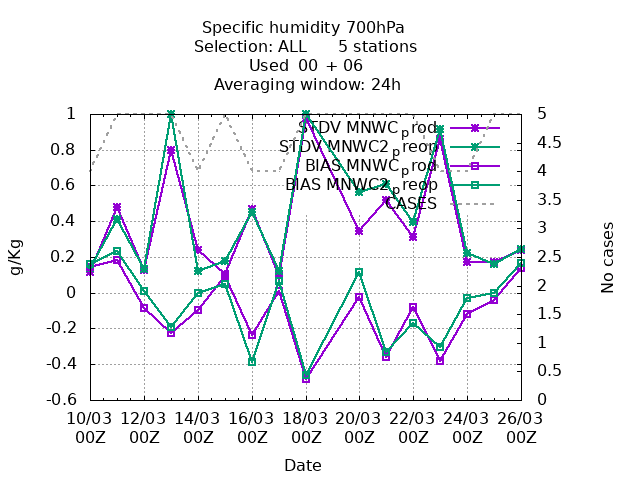 Specific humidity 700hPa
Selection: ALL 5 stations
Used 00 + 06
Averaging window: 24h
STDV MNWC_prod
STDV MNWC2_preop
BIAS MNWC_prod
BIAS MNWC2_preop
CASES
g/Kg
1
0.8
0.6
0.4
0.2
0
-0.2
-0.4
-0.6
No cases
5
4.5
4
3.5
3
2.5
2
1.5
1
0.5
0
10/03 12/03 14/03 16/03 18/03 20/03 22/03 24/03 26/03
00Z 00Z 00Z 00Z 00Z 00Z 00Z 00Z 00Z
Date